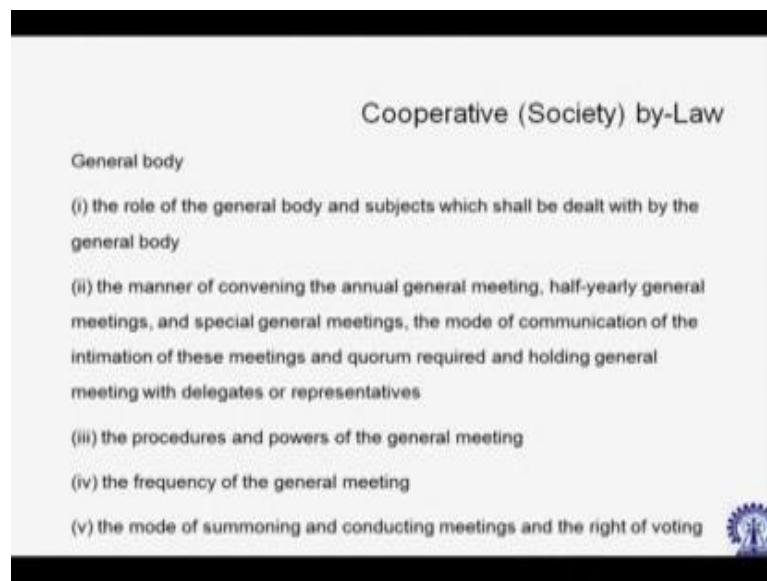 Cooperative (Society) by-Law
General body
(i) the role of the general body and subjects which shall be dealt with by the
general body
(ii) the manner of convening the annual general meeting, half-yearly general
meetings, and special general meetings, the mode of communication of the
intimation of these meetings and quorum required and holding general
meeting with delegates or representatives
(iii) the procedures and powers of the general meeting
(iv) the frequency of the general meeting
(v) the mode of summoning and conducting meetings and the right of voting